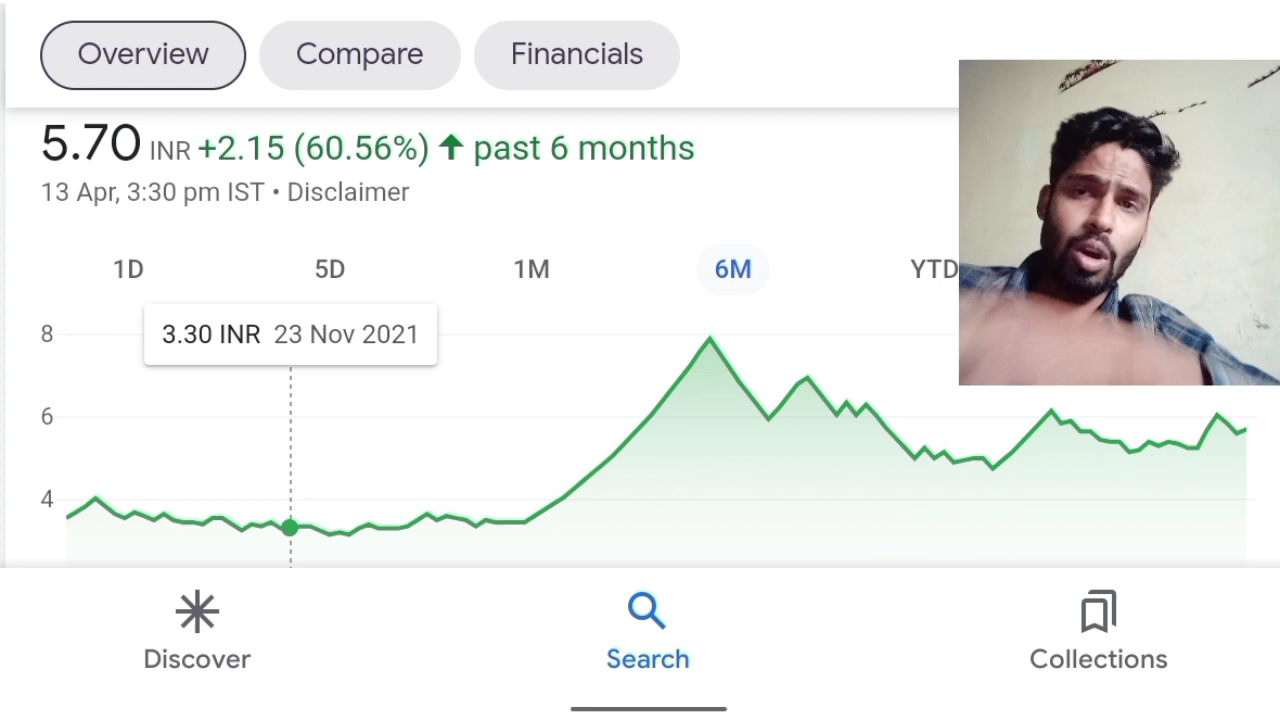 Overview Compare Financials
5.70 INR +2.15 (60.56%) ↑ past 6 months
13 Apr, 3:30 pm IST • Disclaimer
1D 5D 1M 6M YTD
3.30 INR 23 Nov 2021
8
6
4
Discover Search Collections